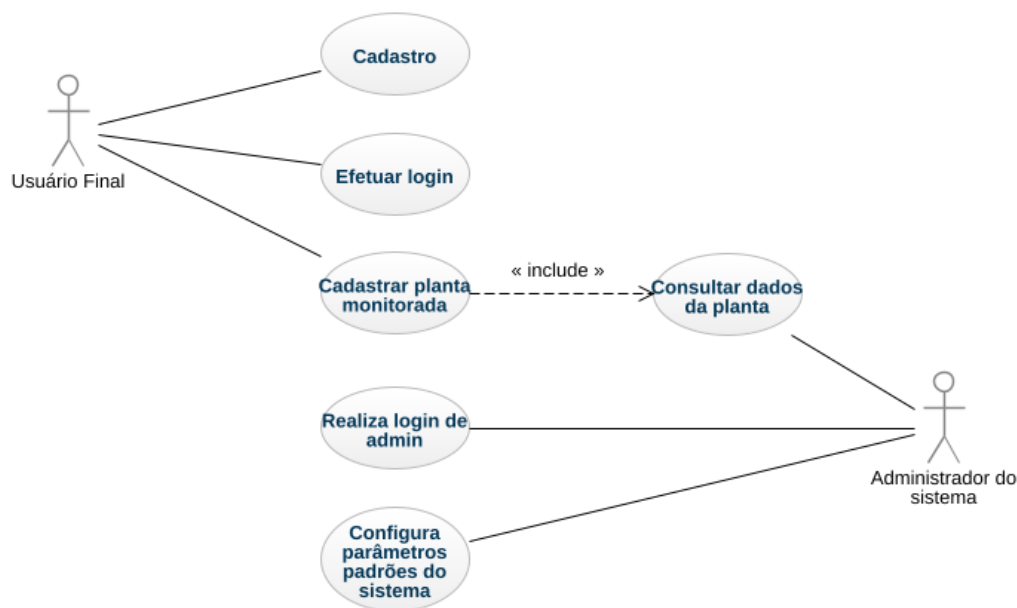 Cadastro
Usuário Final
Efetuar login
Cadastrar planta
monitorada
« include »
Consultar dados
da planta
Realiza login de
admin
Administrador do
sistema
Configura
parâmetros
padrões do
sistema